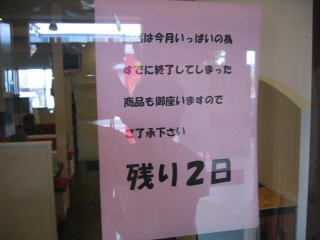 店は今月いっぱいの為
すでに終了してしまった
商品も御座いますので
ご了承下さい
残り2日